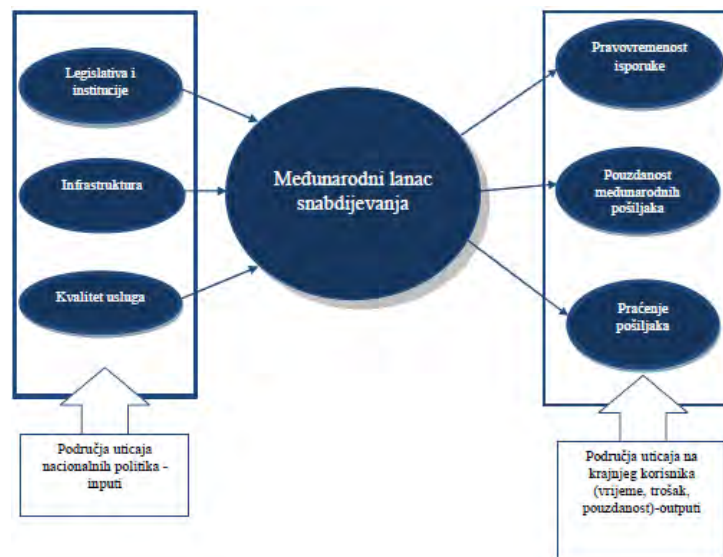 Legislativa i
institucije
Infrastruktura
Kvalitet usluga
Područja uticaja
nacionalnih politika -
inputi
Međunarodni lanac
snabdijevanja
Pravovremenost
isporuke
Pouzdanost
međunarodnih
pošiljaka
Praćenje
pošiljaka
Područja uticaja na
krajnjeg korisnika
(vrijeme, trošak,
pouzdanost)-outputi